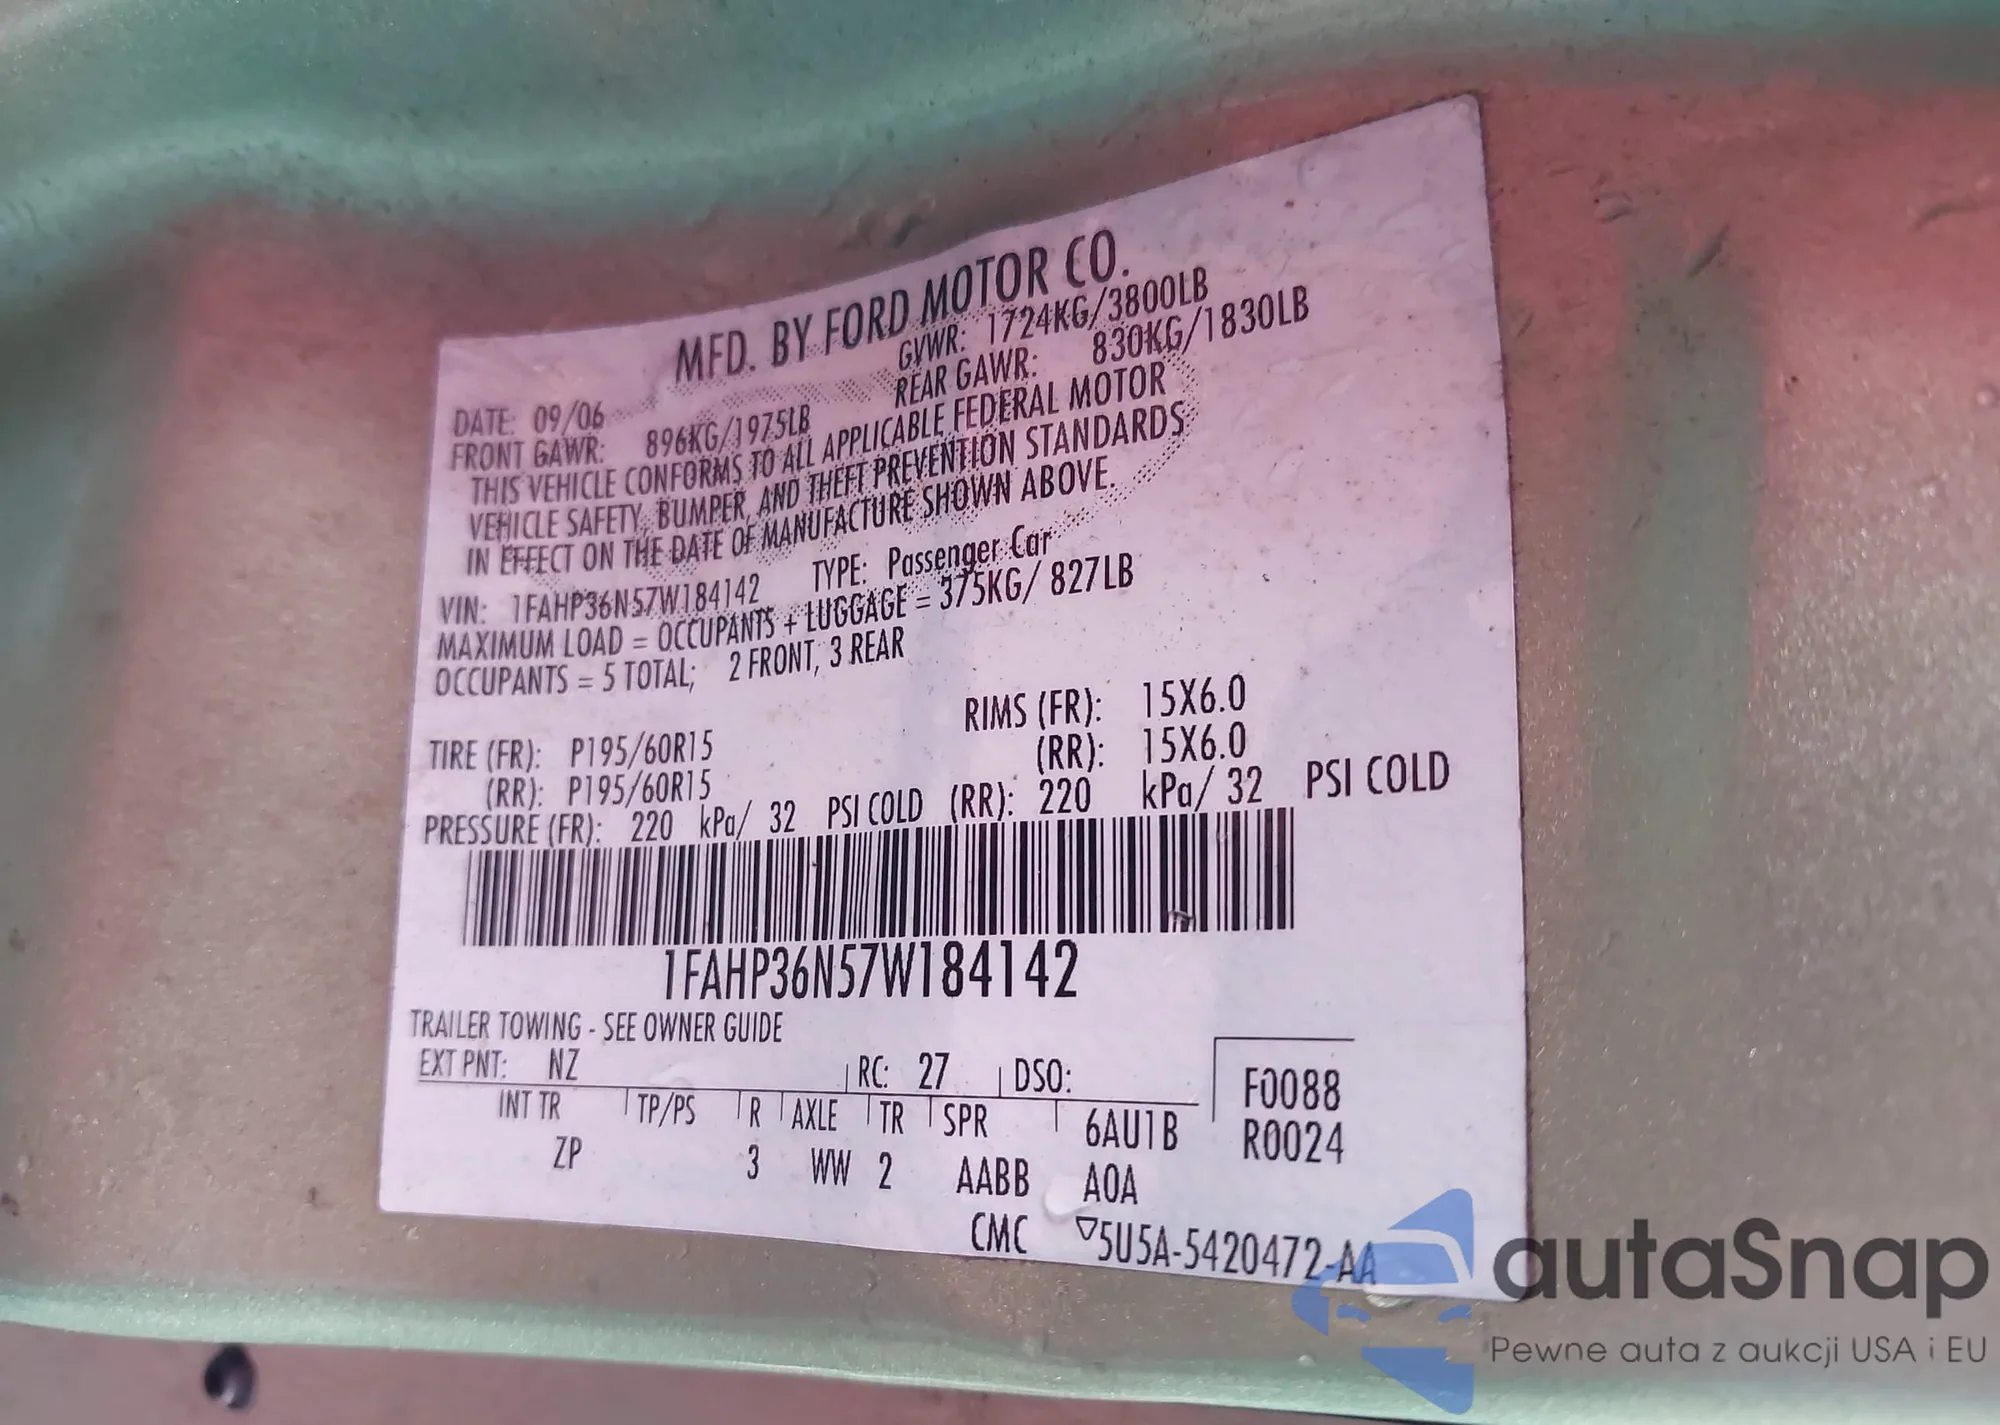 MFD. BY FORD MOTOR CO.
DATE: 09/06 GVWR: 1724KG/3800LB
FRONT GAWR: 896KG/1975LB REAR GAWR: 830KG/1830LB
THIS VEHICLE CONFORMS TO ALL APPLICABLE FEDERAL MOTOR
VEHICLE SAFETY, BUMPER, AND THEFT PREVENTION STANDARDS
IN EFFECT ON THE DATE OF MANUFACTURE SHOWN ABOVE.
VIN: 1FAHP36N57W184142 TYPE: Passenger Car
MAXIMUM LOAD = OCCUPANTS + LUGGAGE = 375KG/ 827LB
OCCUPANTS = 5 TOTAL; 2 FRONT, 3 REAR
TIRE (FR): P195/60R15 RIMS (FR): 15X6.0
(RR): P195/60R15 (RR): 15X6.0
PRESSURE (FR): 220 kPa/ 32 PSI COLD (RR): 220 kPa/ 32 PSI COLD
1FAHP36N57W184142
TRAILER TOWING - SEE OWNER GUIDE
EXT PNT: NZ RC: 27 DSO: F0088
INT TR TP/PS R AXLE TR SPR 6AU1B R0024
ZP 3 WW 2 AABB A0A
CMC ▽5U5A-5420472-AA
autaSnap
Pewne auta z aukcji USA i EU